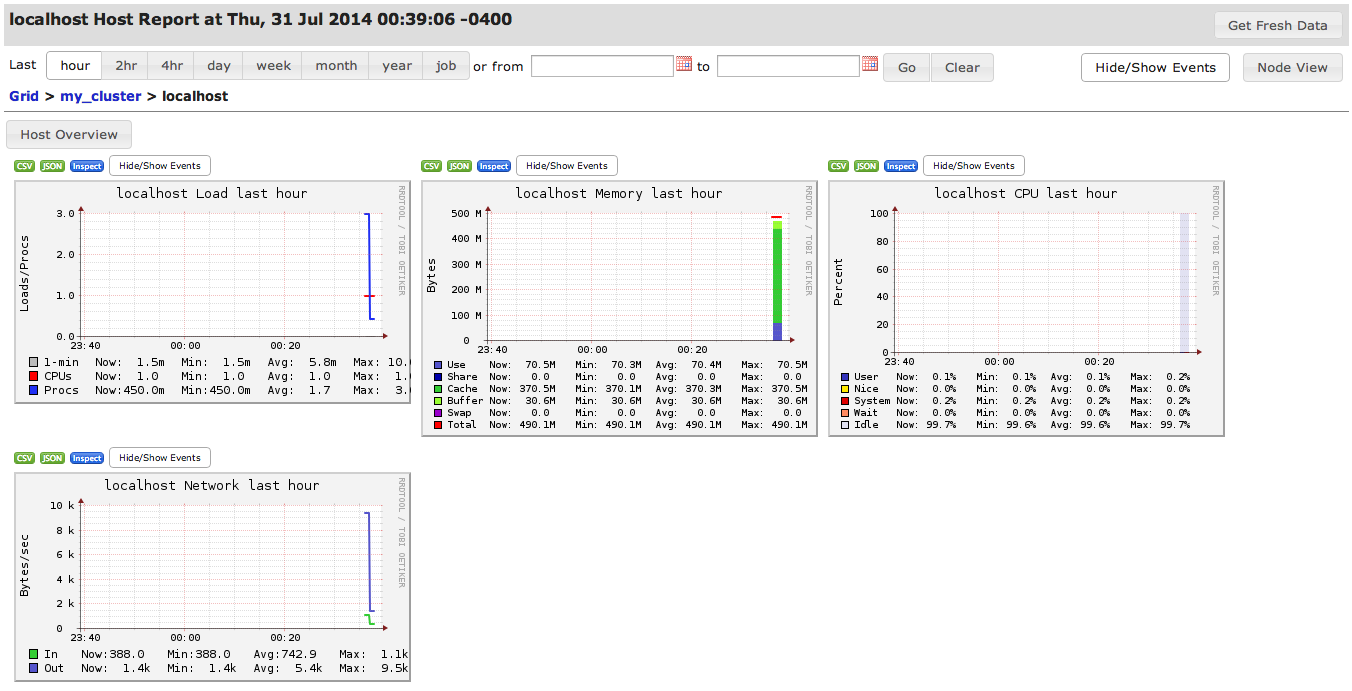 localhost Host Report at Thu, 31 Jul 2014 00:39:06 -0400
Get Fresh Data
Last hour 2hr 4hr day week month year job or from to Go Clear Hide/Show Events Node View
Grid > my_cluster > localhost
Host Overview
CSV JSON Inspect Hide/Show Events
localhost Load last hour
RRDTOOL / TOBI OETIKER
Loads/Procs
3.0
2.0
1.0
0.0
23:40 00:00 00:20
1-min Now: 1.5m Min: 1.5m Avg: 5.8m Max: 10.
CPUs Now: 1.0 Min: 1.0 Avg: 1.0 Max: 1.
Procs Now:450.0m Min:450.0m Avg: 1.7 Max: 3.
CSV JSON Inspect Hide/Show Events
localhost Memory last hour
RRDTOOL / TOBI OETIKER
Bytes
500 M
400 M
300 M
200 M
100 M
0
23:40 00:00 00:20
Use Now: 70.5M Min: 70.3M Avg: 70.4M Max: 70.5M
Share Now: 0.0 Min: 0.0 Avg: 0.0 Max: 0.0
Cache Now: 370.5M Min: 370.1M Avg: 370.3M Max: 370.5M
Buffer Now: 30.6M Min: 30.6M Avg: 30.6M Max: 30.6M
Swap Now: 0.0 Min: 0.0 Avg: 0.0 Max: 0.0
Total Now: 490.1M Min: 490.1M Avg: 490.1M Max: 490.1M
CSV JSON Inspect Hide/Show Events
localhost CPU last hour
RRDTOOL / TOBI OETIKER
Percent
100
80
60
40
20
0
23:40 00:00 00:20
User Now: 0.1% Min: 0.1% Avg: 0.1% Max: 0.2%
Nice Now: 0.0% Min: 0.0% Avg: 0.0% Max: 0.0%
System Now: 0.2% Min: 0.2% Avg: 0.2% Max: 0.2%
Wait Now: 0.0% Min: 0.0% Avg: 0.0% Max: 0.0%
Idle Now: 99.7% Min: 99.6% Avg: 99.6% Max: 99.7%
CSV JSON Inspect Hide/Show Events
localhost Network last hour
RRDTOOL / TOBI OETIKER
Bytes/sec
10 k
8 k
6 k
4 k
2 k
0
23:40 00:00 00:20
In Now:388.0 Min:388.0 Avg:742.9 Max: 1.1k
Out Now: 1.4k Min: 1.4k Avg: 5.4k Max: 9.5k